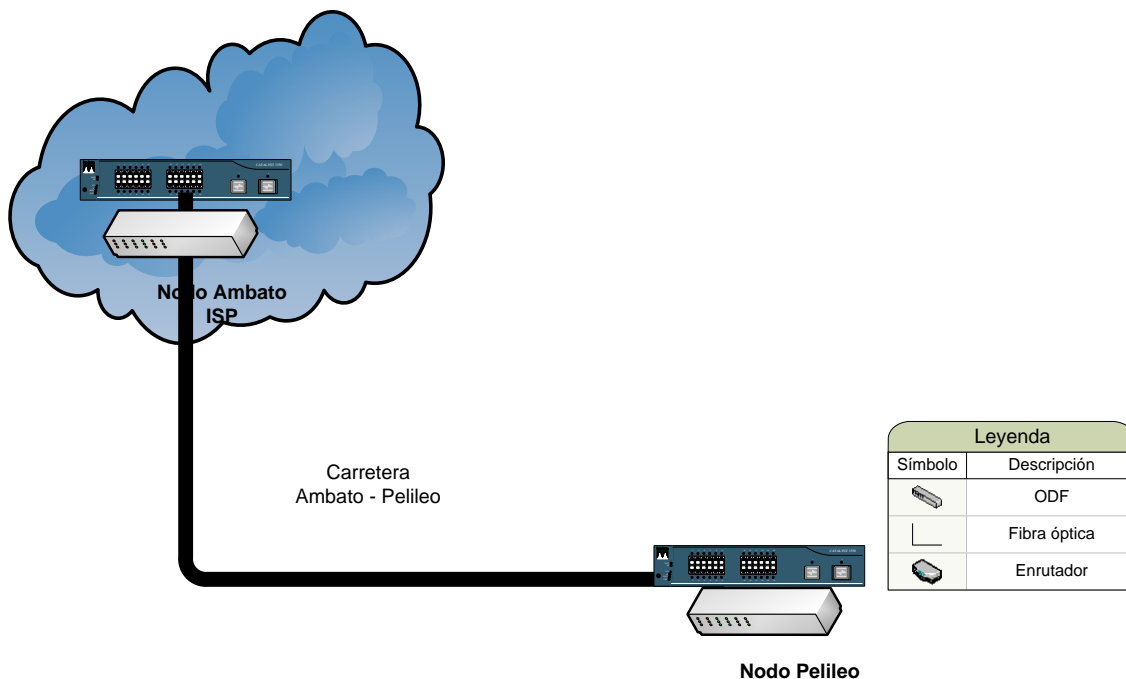 Nodo Ambato
ISP
Carretera
Ambato - Pelileo
Leyenda
Símbolo Descripción
ODF
Fibra óptica
Enrutador
Nodo Pelileo